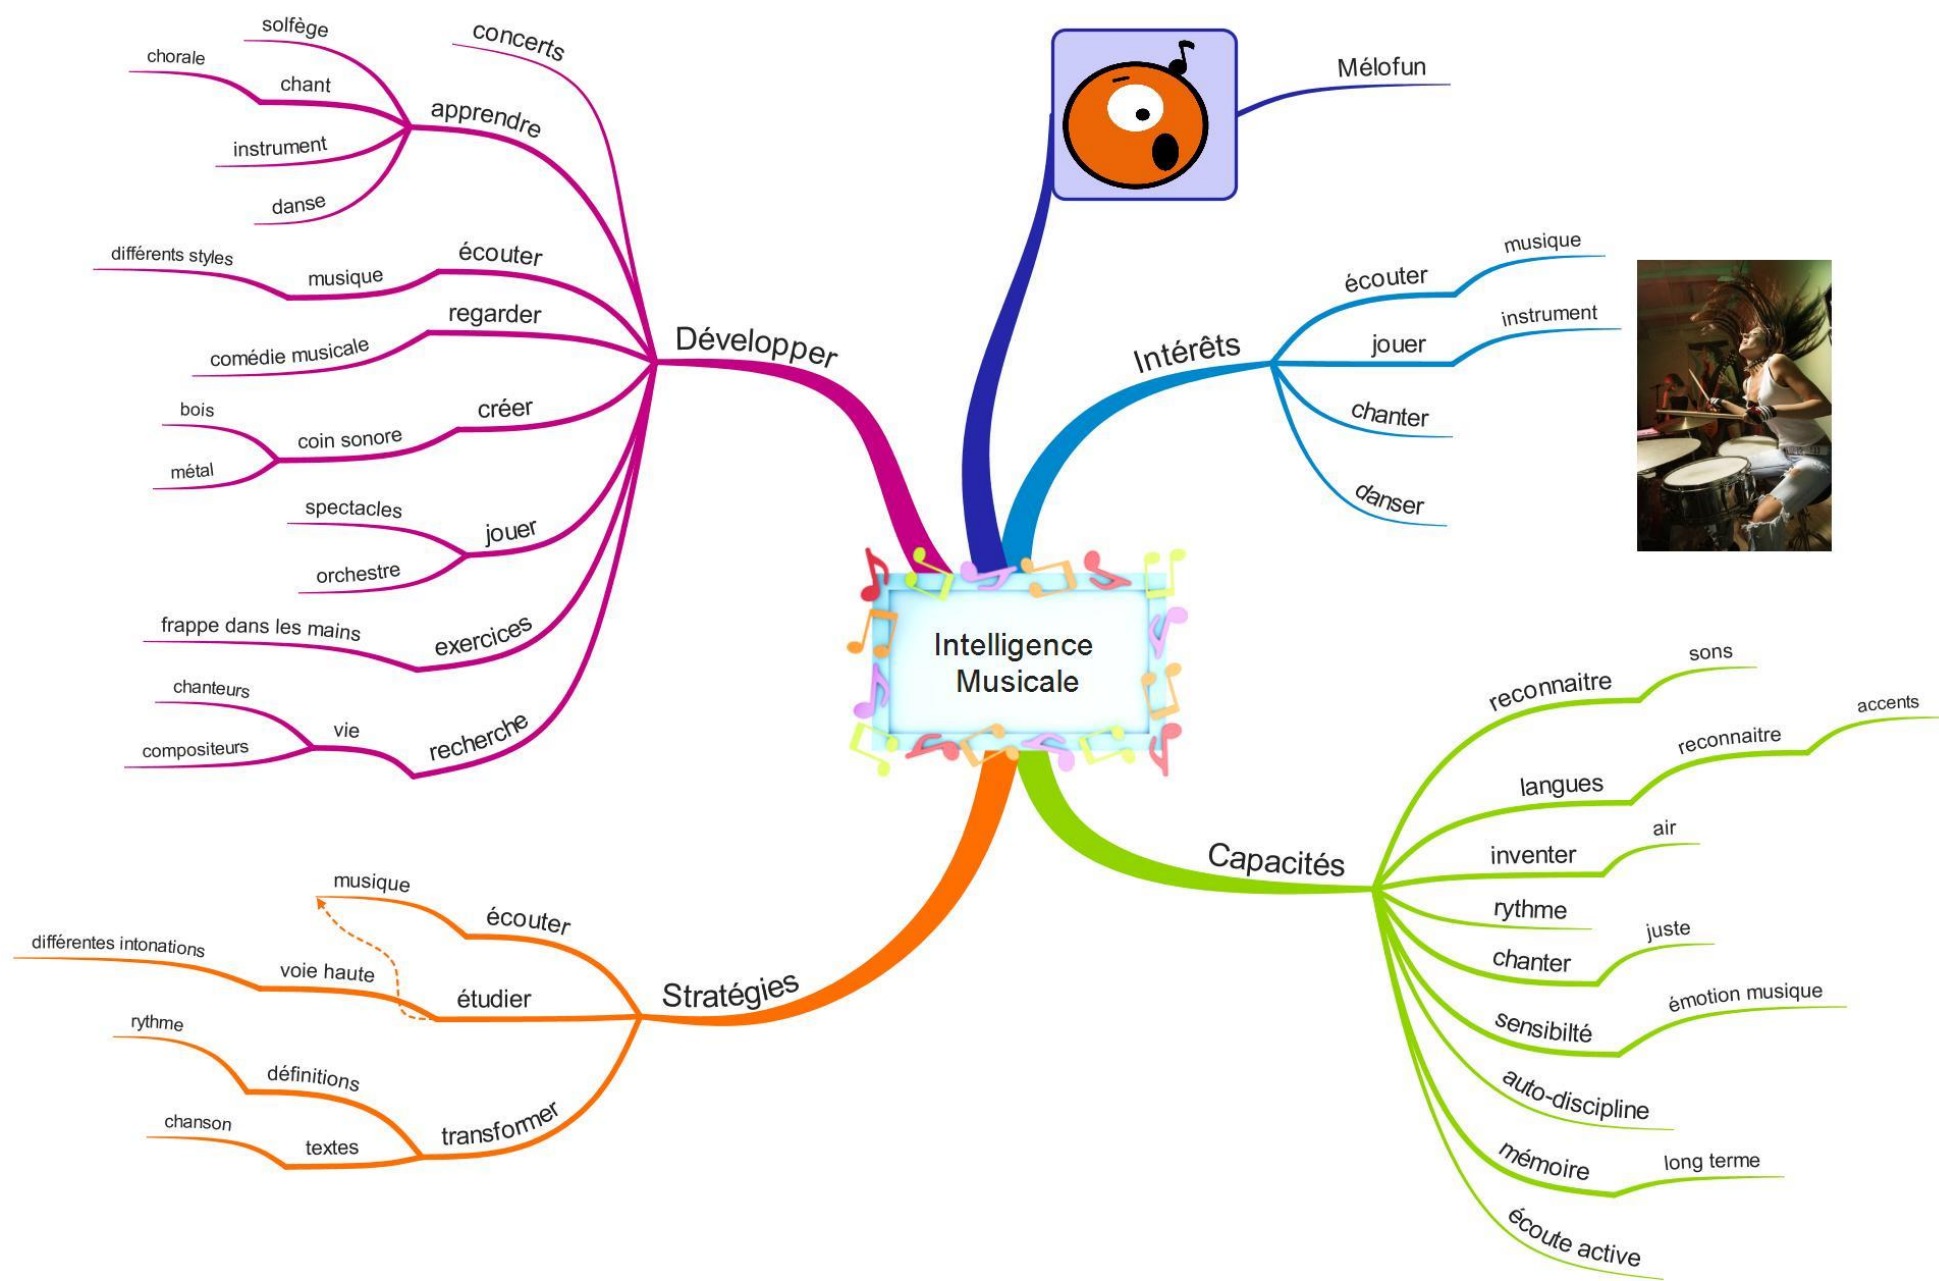 Intelligence
Musicale
Mélofun
Intérêts
écouter
musique
jouer
instrument
chanter
danser
Capacités
reconnaitre
sons
langues
reconnaitre
accents
inventer
air
rythme
chanter
juste
sensibilté
émotion musique
auto-discipline
mémoire
long terme
écoute active
Stratégies
écouter
musique
étudier
voie haute
différentes intonations
transformer
définitions
rythme
textes
chanson
Développer
concerts
apprendre
solfège
chant
chorale
instrument
danse
écouter
musique
différents styles
regarder
comédie musicale
créer
coin sonore
bois
métal
jouer
spectacles
orchestre
exercices
frappe dans les mains
recherche
vie
chanteurs
compositeurs